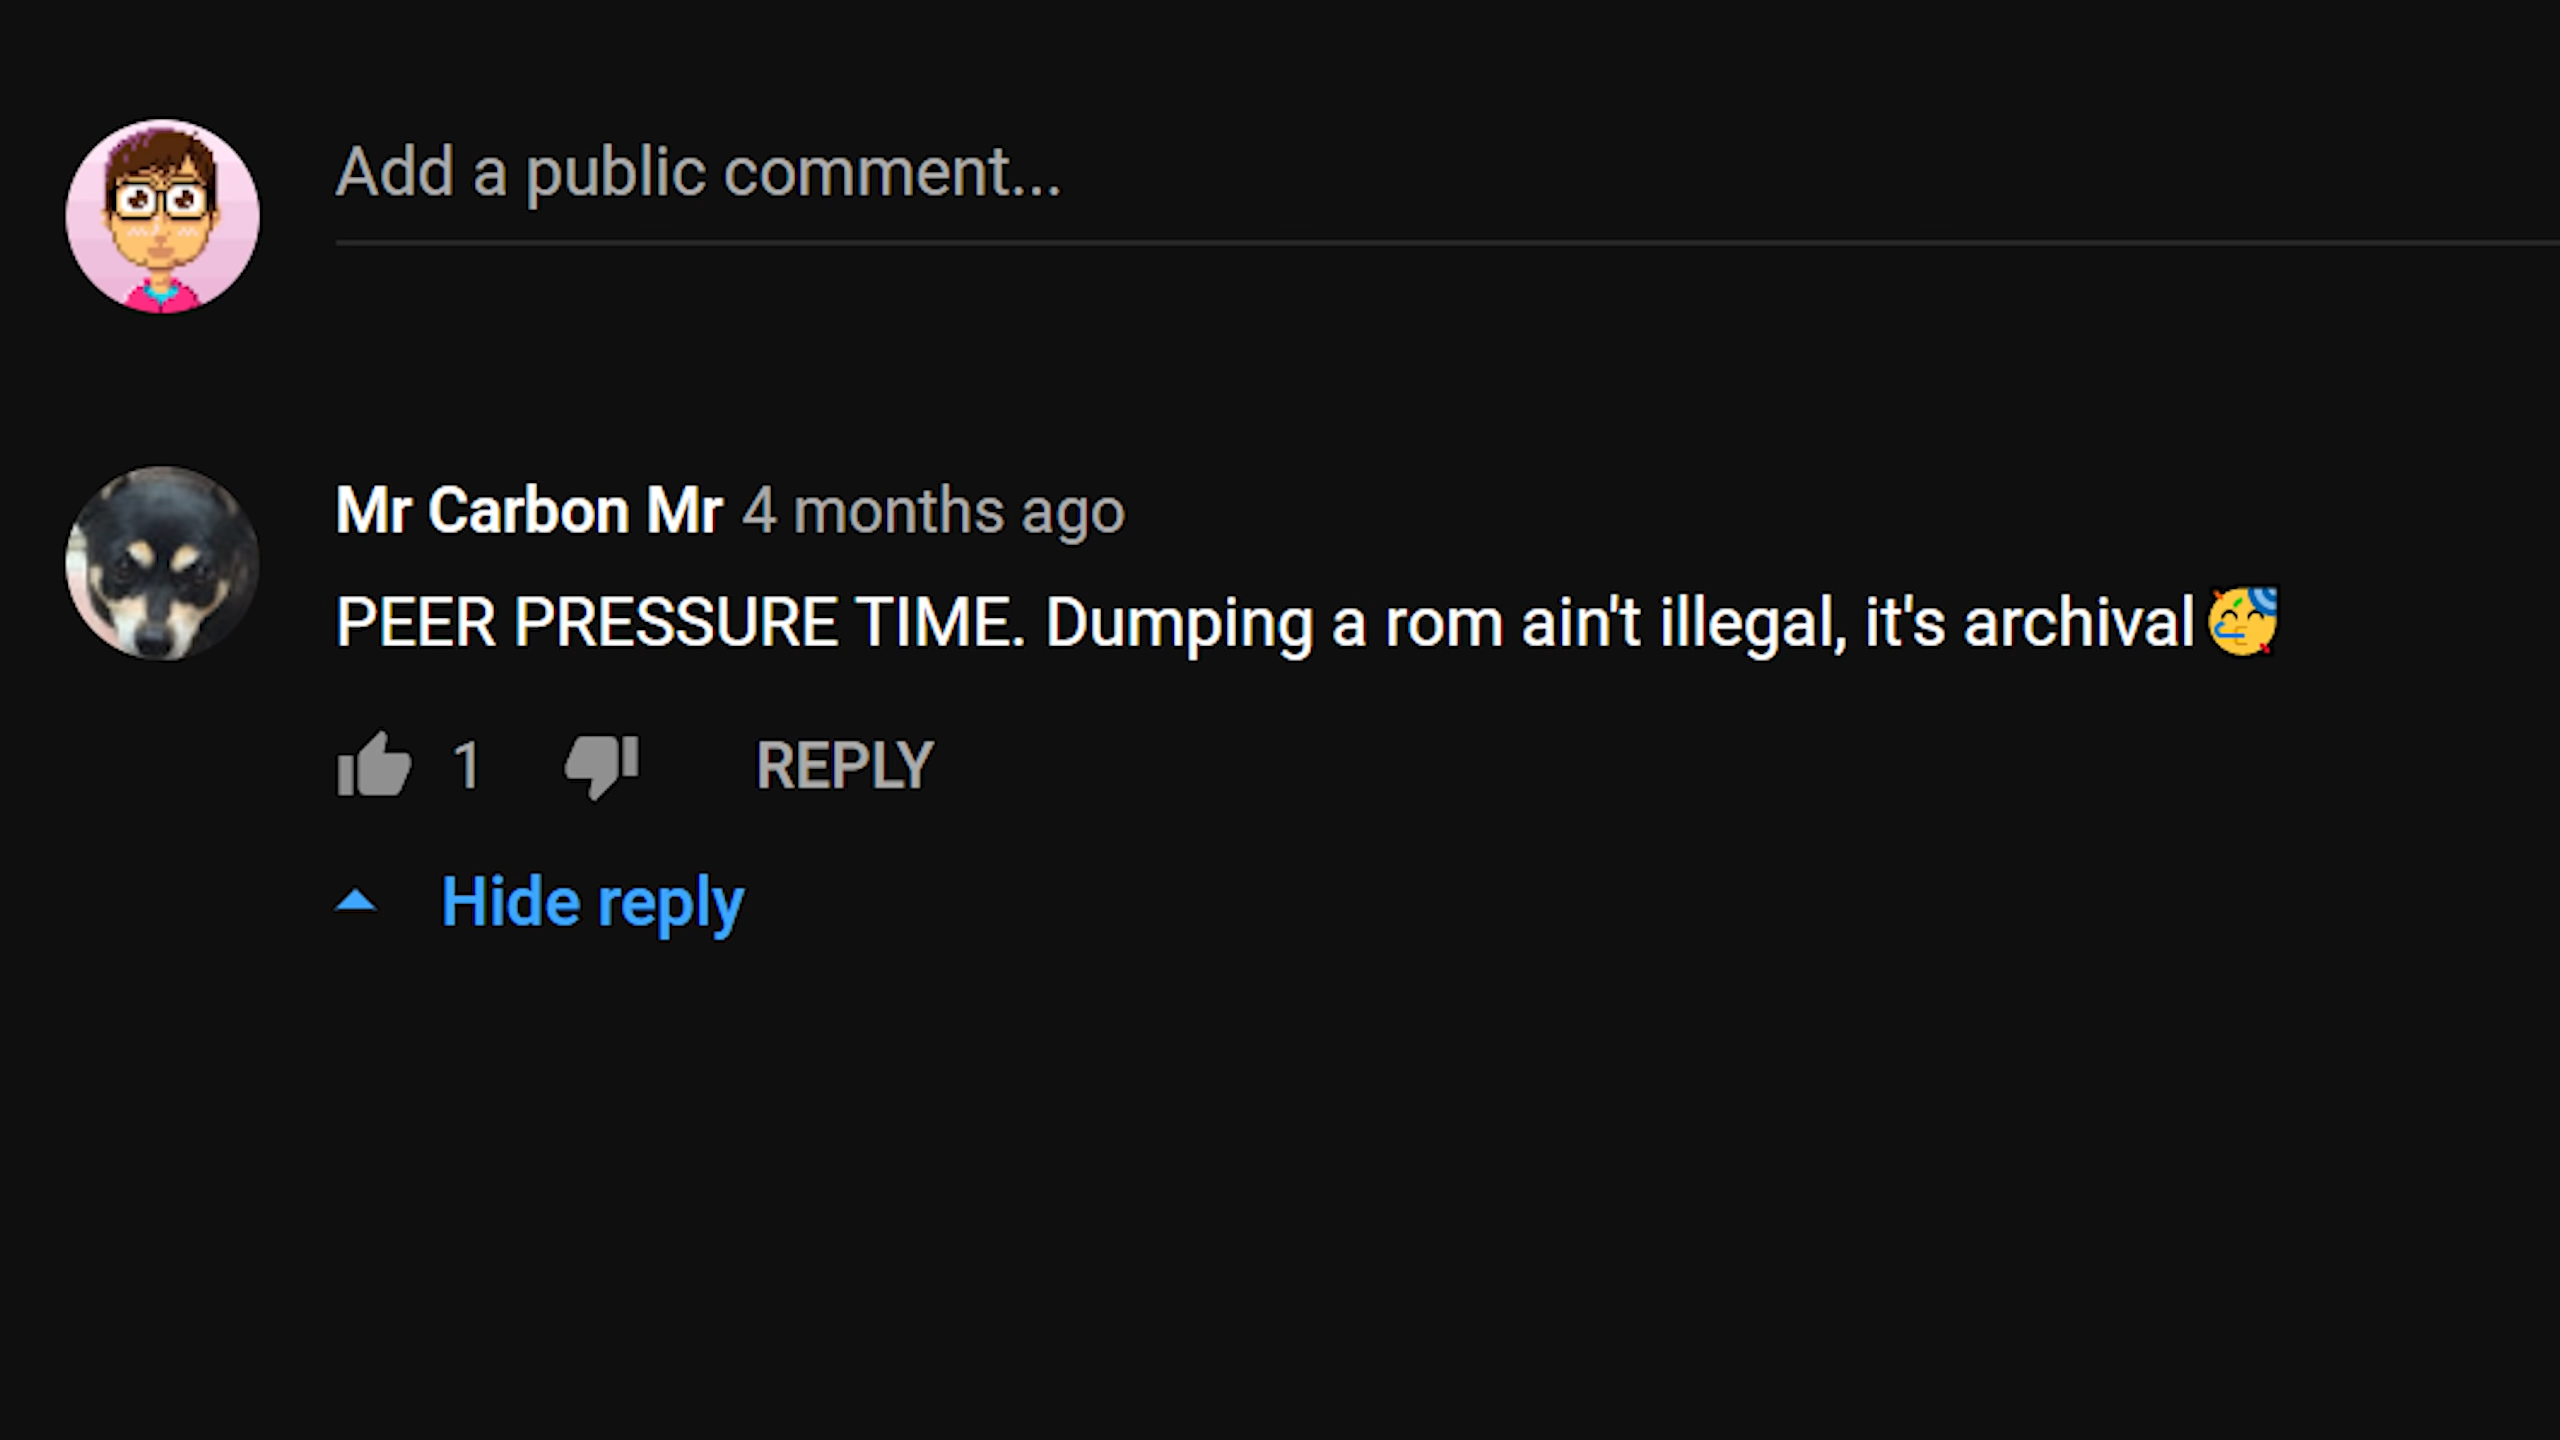 Add a public comment...
Mr Carbon Mr 4 months ago
PEER PRESSURE TIME. Dumping a rom ain't illegal, it's archival🥳
1 REPLY
Hide reply